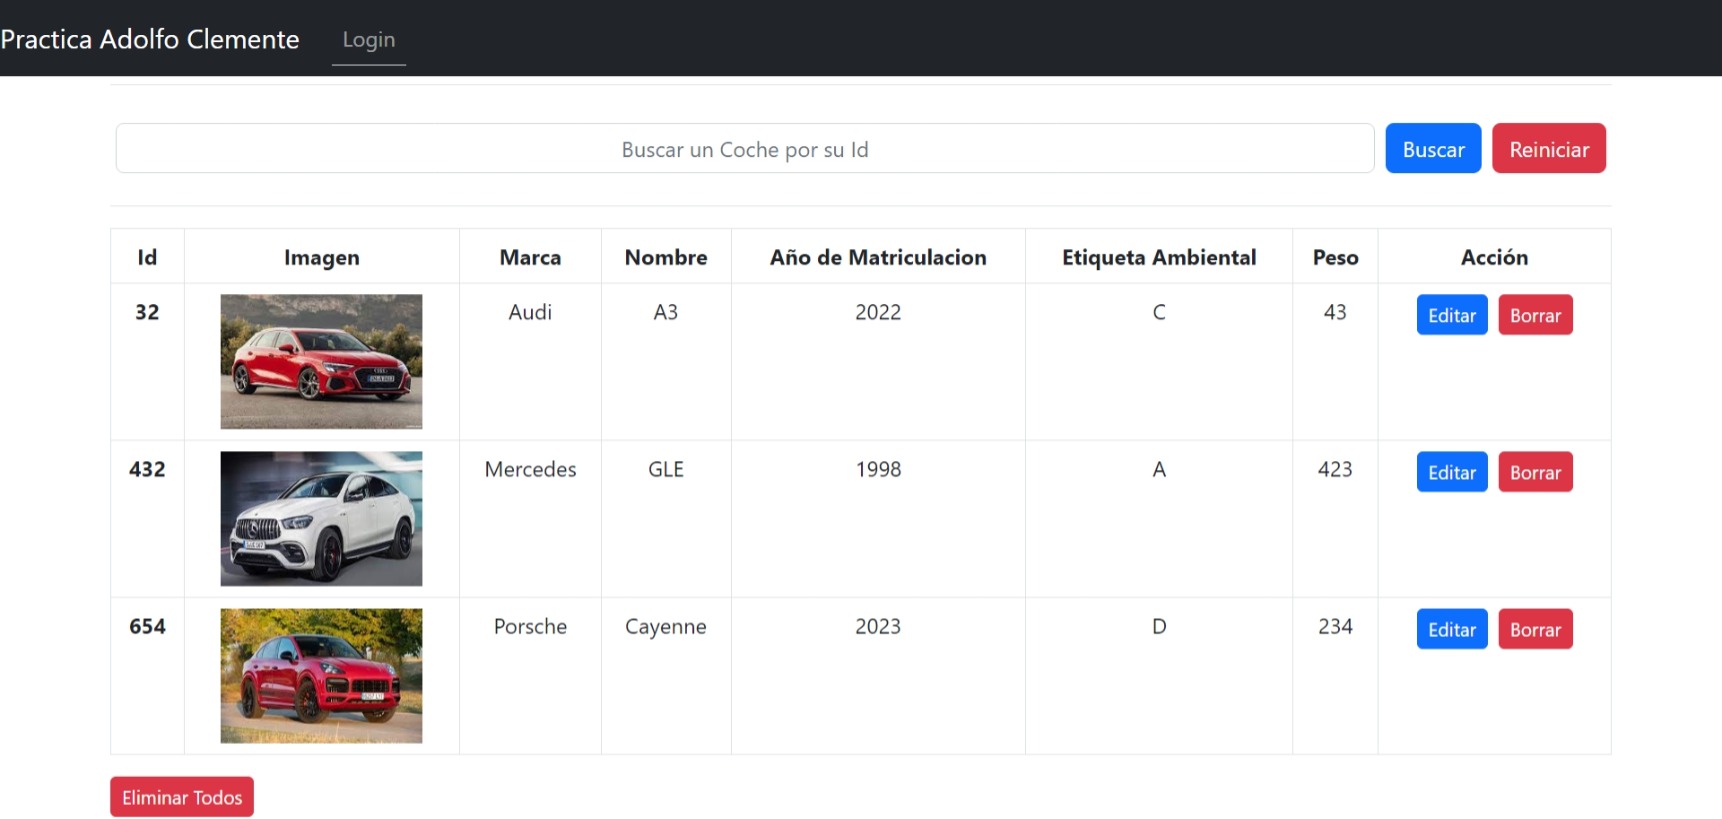 Practica Adolfo Clemente Login
Buscar un Coche por su Id Buscar Reiniciar
Id Imagen Marca Nombre Año de Matriculacion Etiqueta Ambiental Peso Acción
32 Audi A3 2022 C 43 Editar Borrar
432 Mercedes GLE 1998 A 423 Editar Borrar
654 Porsche Cayenne 2023 D 234 Editar Borrar
Eliminar Todos